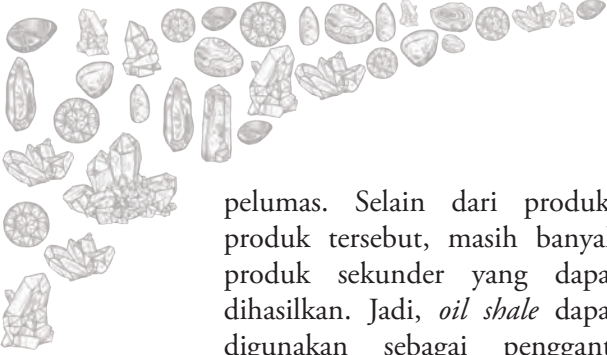 pelumas. Selain dari produk
produk tersebut, masih banyak
produk sekunder yang dapa
dihasilkan. Jadi, oil shale dapa
digunakan sebagai penggant